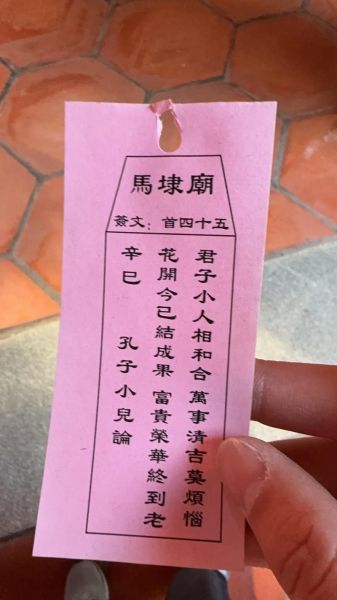 馬埭廟
簽文：首四十五
君子小人相和合 萬事清吉莫煩惱
花開今已結成果 富貴榮華終到老
辛巳 孔子小兒論